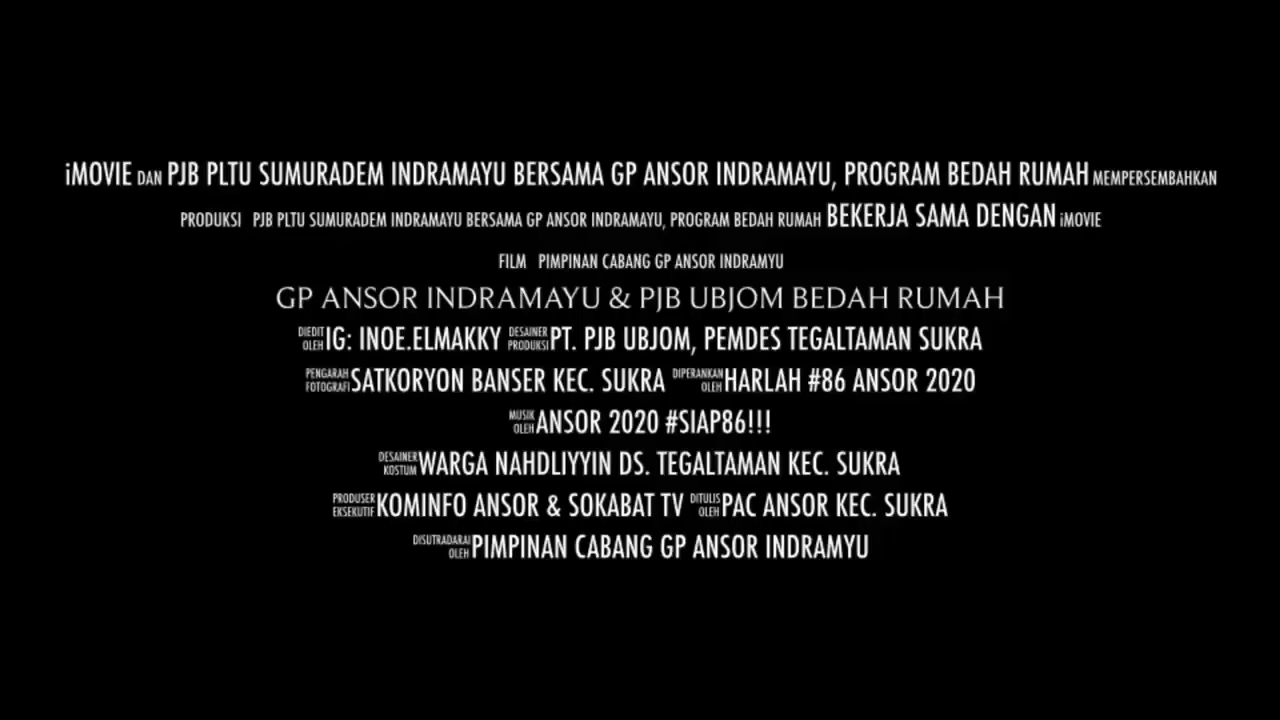 iMOVIE DAN PJB PLTU SUMURADEM INDRAMAYU BERSAMA GP ANSOR INDRAMAYU, PROGRAM BEDAH RUMAH MEMPERSEMBAHKAN
PRODUKSI PJB PLTU SUMURADEM INDRAMAYU BERSAMA GP ANSOR INDRAMAYU, PROGRAM BEDAH RUMAH BEKERJA SAMA DENGAN iMOVIE
FILM PIMPINAN CABANG GP ANSOR INDRAMYU
GP ANSOR INDRAMAYU & PJB UBJOM BEDAH RUMAH
DIEDIT OLEH IG: INOE.ELMAKKY DESAINER PRODUKSI PT. PJB UBJOM, PEMDES TEGALTAMAN SUKRA
PENGARAH FOTOGRAFI SATKORYON BANSER KEC. SUKRA DIPERANKAN OLEH HARLAH #86 ANSOR 2020
MUSIK OLEH ANSOR 2020 #SIAP86!!!
DESAINER KOSTUM WARGA NAHDLIYYIN DS. TEGALTAMAN KEC. SUKRA
PRODUSER EKSEKUTIF KOMINFO ANSOR & SOKABAT TV DITULIS OLEH PAC ANSOR KEC. SUKRA
DISUTRADARAI OLEH PIMPINAN CABANG GP ANSOR INDRAMYU